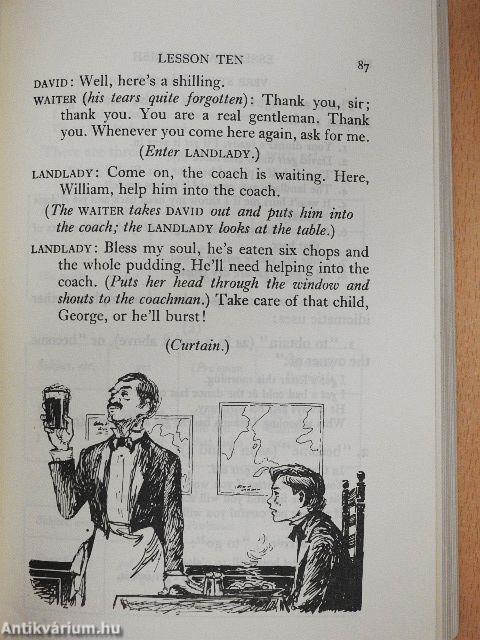 LESSON TEN 87
DAVID: Well, here's a shilling.
WAITER (his tears quite forgotten): Thank you, sir;
thank you. You are a real gentleman. Thank
you. Whenever you come here again, ask for me.
(Enter LANDLADY.)
LANDLADY: Come on, the coach is waiting. Here,
William, help him into the coach.
(The WAITER takes DAVID out and puts him into
the coach; the LANDLADY looks at the table.)
LANDLADY: Bless my soul, he's eaten six chops and
the whole pudding. He'll need helping into the
coach. (Puts her head through the window and
shouts to the coachman.) Take care of that child,
George, or he'll burst!
(Curtain.)
Antikvárium.hu